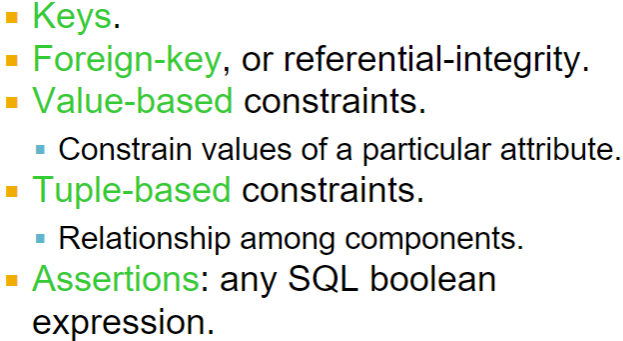 Keys.
Foreign-key, or referential-integrity.
Value-based constraints.
Constrain values of a particular attribute.
Tuple-based constraints.
Relationship among components.
Assertions: any SQL boolean
expression.